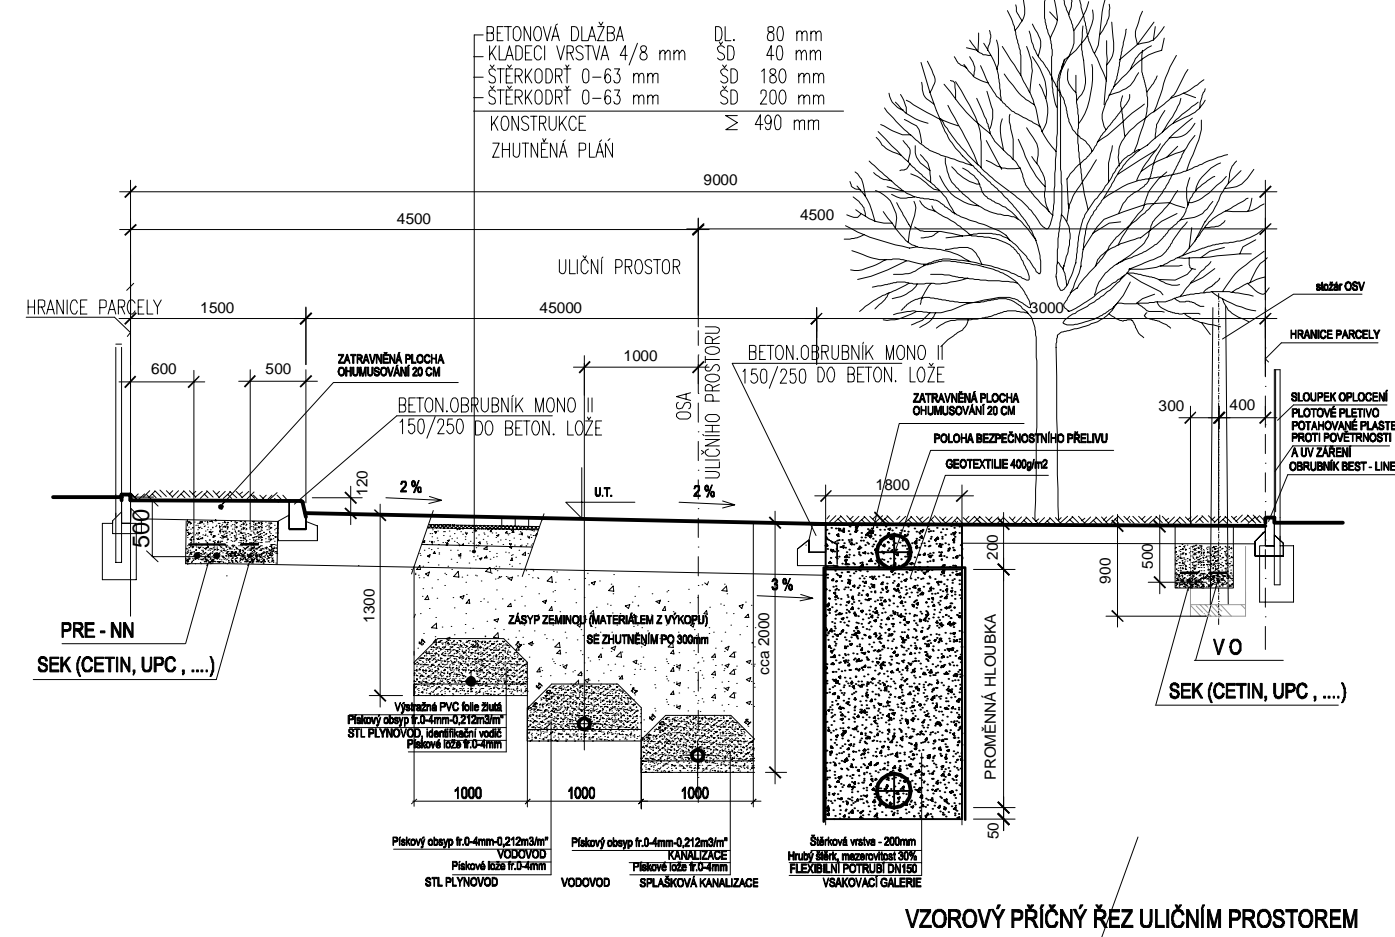 BETONOVÁ DLAŽBA DL. 80 mm
KLADECI VRSTVA 4/8 mm ŠD 40 mm
ŠTĚRKODRŤ 0-63 mm ŠD 180 mm
ŠTĚRKODRŤ 0-63 mm ŠD 200 mm
KONSTRUKCE Σ 490 mm
ZHUTNĚNÁ PLÁŇ
9000
4500
4500
ULIČNÍ PROSTOR
HRANICE PARCELY
1500
45000
3000
stožár OSV
HRANICE PARCELY
600
500
ZATRAVNĚNÁ PLOCHA
OHUMUSOVÁNÍ 20 CM
1000
OSA
ULIČNÍHO PROSTORU
BETON.OBRUBNÍK MONO II
150/250 DO BETON. LOŽE
BETON.OBRUBNÍK MONO II
150/250 DO BETON. LOŽE
ZATRAVNĚNÁ PLOCHA
OHUMUSOVÁNÍ 20 CM
POLOHA BEZPEČNOSTNÍHO PŘELIVU
GEOTEXTILIE 400g/m2
1800
300
400
SLOUPEK OPLOCENÍ
PLOTOVÉ PLETIVO
POTAHOVANÉ PLASTE
PROTI POVĚTRNOSTI
A UV ZÁŘENÍ
OBRUBNÍK BEST - LINE
120
2 %
U.T.
2 %
500
1300
3 %
cca 2000
200
900
500
ZÁSYP ZEMINOU (MATERIÁLEM Z VÝKOPU)
SE ZHUTNĚNÍM PO 300mm
PRE - NN
SEK (CETIN, UPC , ....)
V O
SEK (CETIN, UPC , ....)
PROMĚNNÁ HLOUBKA
50
Výstražná PVC folie žlutá
Pískový obsyp fr.0-4mm-0,212m3/m"
STL PLYNOVOD, identifikační vodič
Pískové lože fr.0-4mm
1000
1000
1000
Pískový obsyp fr.0-4mm-0,212m3/m"
VODOVOD
Pískové lože fr.0-4mm
Pískový obsyp fr.0-4mm-0,212m3/m"
KANALIZACE
Pískové lože fr.0-4mm
Štěrková vrstva - 200mm
Hrubý štěrk, mezerovitost 30%
FLEXIBILNÍ POTRUBÍ DN150
VSAKOVACÍ GALERIE
STL PLYNOVOD
VODOVOD
SPLAŠKOVÁ KANALIZACE
VZOROVÝ PŘÍČNÝ ŘEZ ULIČNÍM PROSTOREM